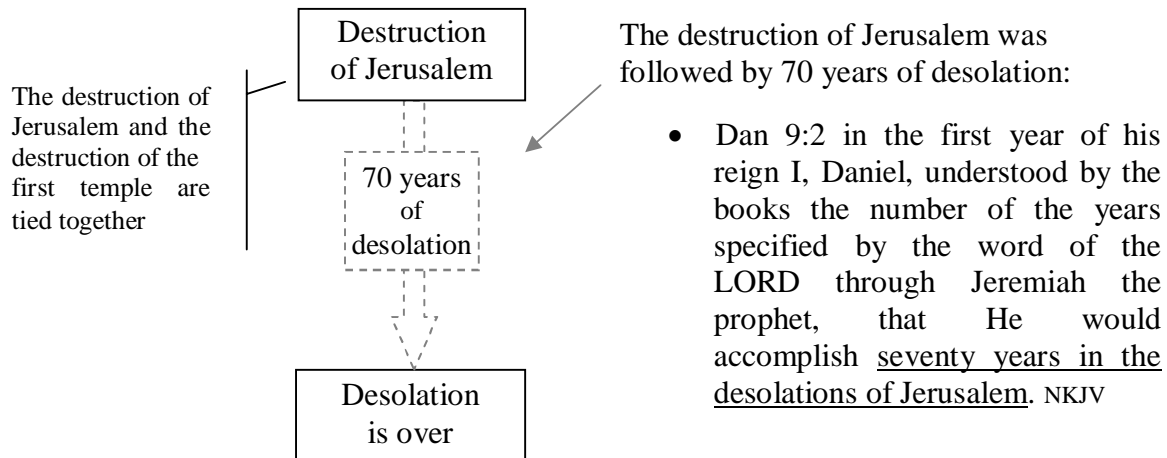 Destruction
of Jerusalem
The destruction of
Jerusalem and the
destruction of the
first temple are
tied together
70 years
of
desolation
Desolation
is over
The destruction of Jerusalem was
followed by 70 years of desolation:
• Dan 9:2 in the first year of his
reign I, Daniel, understood by the
books the number of the years
specified by the word of the
LORD through Jeremiah the
prophet, that He would
accomplish seventy years in the
desolations of Jerusalem. NKJV